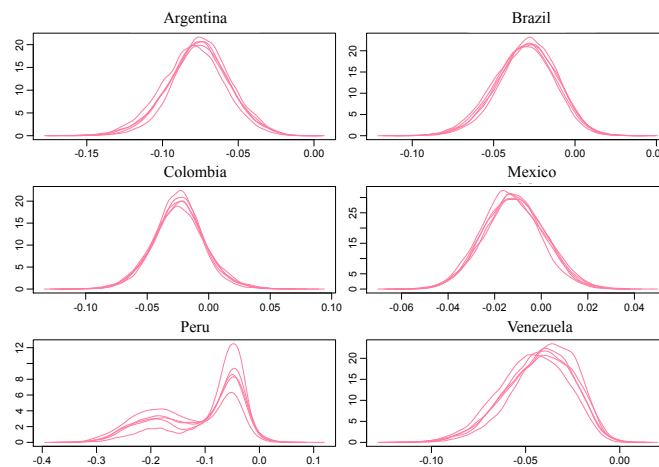 Argentina
Brazil
0 5 10 15 20
0 5 10 15 20
-0.15 -0.10 -0.05 0.00
-0.10 -0.05 0.00 0.0
Colombia
Mexico
0 5 10 15 20
0 5 15 25
-0.10 -0.05 0.00 0.05 0.10
-0.06 -0.04 -0.02 0.00 0.02 0.04
Peru
Venezuela
0 2 4 6 8 12
0 5 10 15 20
-0.4 -0.3 -0.2 -0.1 0.0 0.1
-0.10 -0.05 0.00